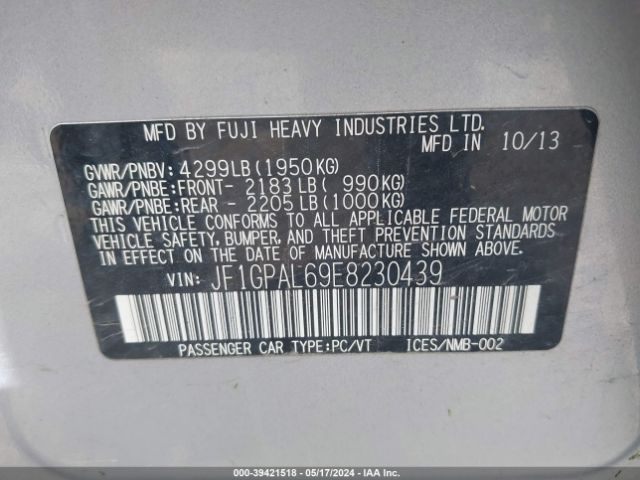 MFD BY FUJI HEAVY INDUSTRIES LTD.
MFD IN 10/13
GVWR/PNBV: 4299LB(1950KG)
GAWR/PNBE:FRONT- 2183LB( 990KG)
GAWR/PNBE:REAR - 2205LB(1000KG)
THIS VEHICLE CONFORMS TO ALL APPLICABLE FEDERAL MOTOR
VEHICLE SAFETY, BUMPER, AND THEFT PREVENTION STANDARDS
IN EFFECT ON THE DATE OF MANUFACTURE SHOWN ABOVE.
VIN: JF1GPAL69E8230439
PASSENGER CAR TYPE:PC/VT ICES/NMB-002
000-39421518 - 05/17/2024 - IAAI.com